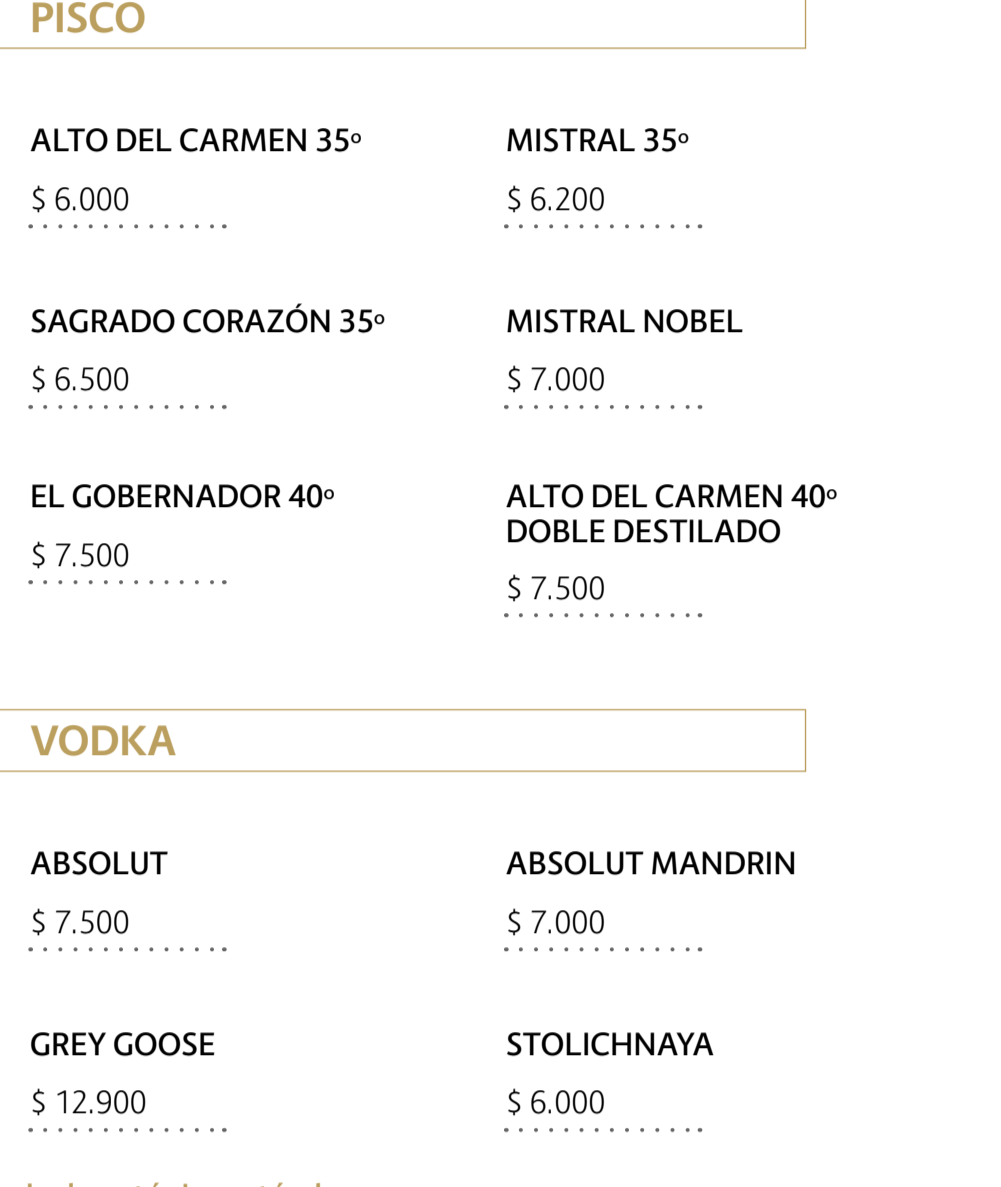 PISCO
ALTO DEL CARMEN 35º
$ 6.000
MISTRAL 35º
$ 6.200
SAGRADO CORAZÓN 35º
$ 6.500
MISTRAL NOBEL
$ 7.000
EL GOBERNADOR 40º
$ 7.500
ALTO DEL CARMEN 40º
DOBLE DESTILADO
$ 7.500
VODKA
ABSOLUT
$ 7.500
ABSOLUT MANDRIN
$ 7.000
GREY GOOSE
$ 12.900
STOLICHNAYA
$ 6.000